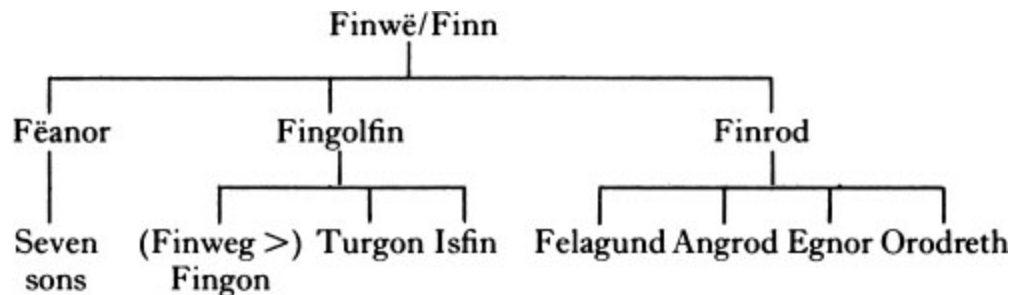 Finwë/Finn
Fëanor Fingolfin Finrod
Seven (Finweg >) Turgon Isfin Felagund Angrod Egnor Orodreth
sons Fingon